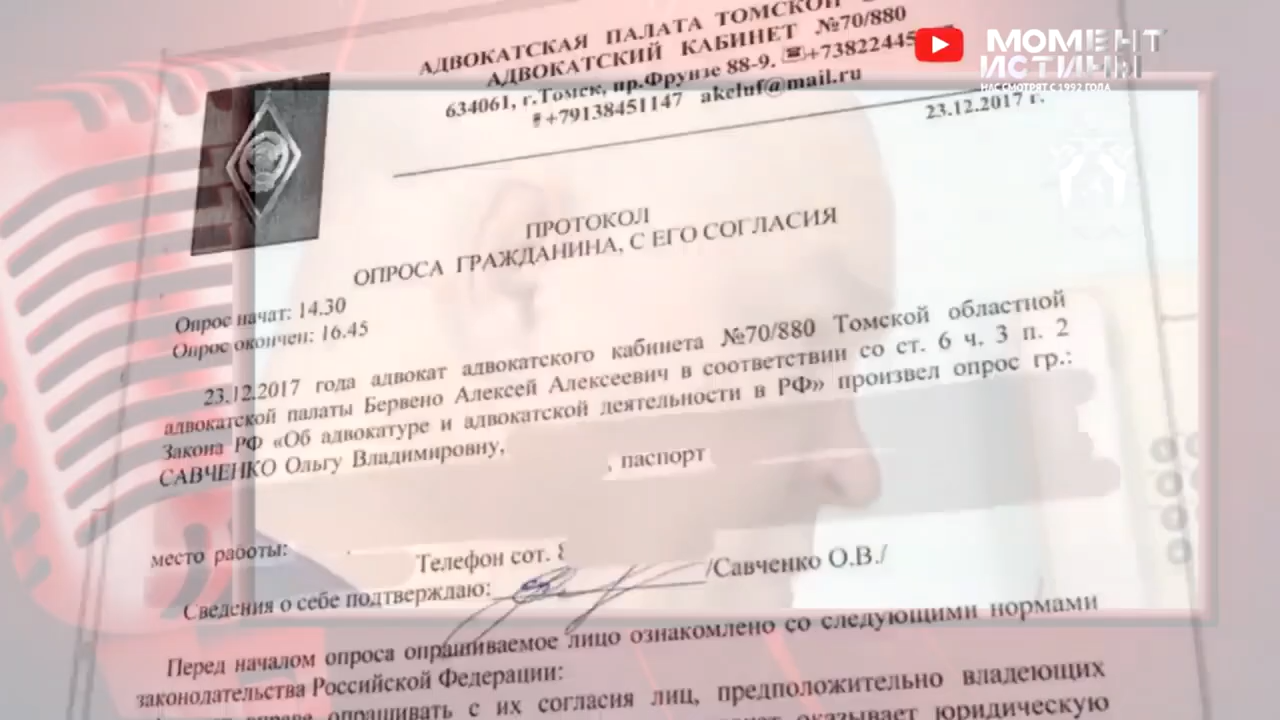 АДВОКАТСКАЯ ПАЛАТА ТОМСКОЙ
АДВОКАТСКИЙ КАБИНЕТ №70/880
634061, г.Томск, пр.Фрунзе 88-9. ☎+73822445
+79138451147 akeluf@mail.ru
23.12.2017 г.
МОМЕНТ
ИСТИНЫ
НАС СМОТРЯТ С 1992 ГОДА
ПРОТОКОЛ
ОПРОСА ГРАЖДАНИНА, С ЕГО СОГЛАСИЯ
Опрос начат: 14.30
Опрос окончен: 16.45
23.12.2017 года адвокат адвокатского кабинета №70/880 Томской областной
адвокатской палаты Бервено Алексей Алексеевич в соответствии со ст. 6 ч. 3 п. 2
Закона РФ «Об адвокатуре и адвокатской деятельности в РФ» произвел опрос гр.:
САВЧЕНКО Ольгу Владимировну,
, паспорт
место работы:
Телефон сот. 8
Сведения о себе подтверждаю: /Савченко О.В./
Перед началом опроса опрашиваемое лицо ознакомлено со следующими нормами
законодательства Российской Федерации:
опрашивать с их согласия лиц, предположительно владеющих
оказывает юридическую